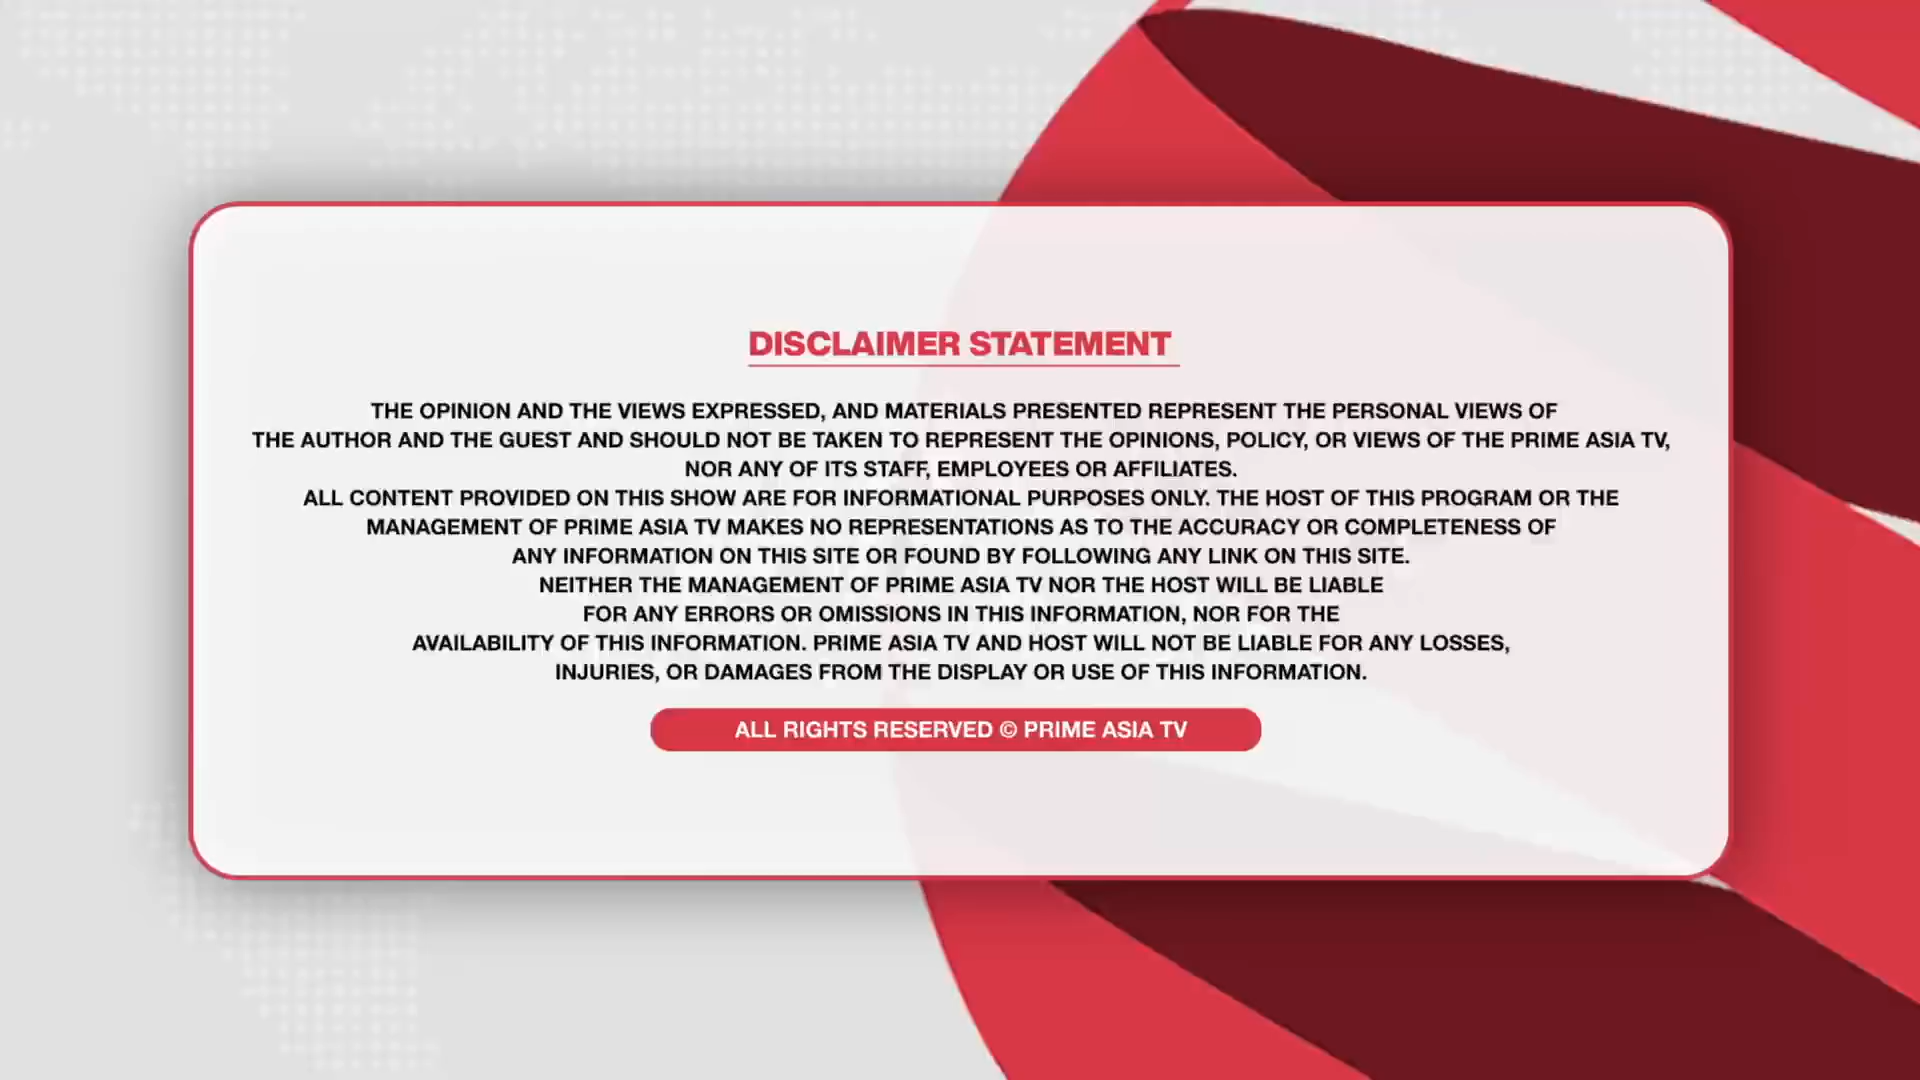 DISCLAIMER STATEMENT
THE OPINION AND THE VIEWS EXPRESSED, AND MATERIALS PRESENTED REPRESENT THE PERSONAL VIEWS OF
THE AUTHOR AND THE GUEST AND SHOULD NOT BE TAKEN TO REPRESENT THE OPINIONS, POLICY, OR VIEWS OF THE PRIME ASIA TV,
NOR ANY OF ITS STAFF, EMPLOYEES OR AFFILIATES.
ALL CONTENT PROVIDED ON THIS SHOW ARE FOR INFORMATIONAL PURPOSES ONLY. THE HOST OF THIS PROGRAM OR THE
MANAGEMENT OF PRIME ASIA TV MAKES NO REPRESENTATIONS AS TO THE ACCURACY OR COMPLETENESS OF
ANY INFORMATION ON THIS SITE OR FOUND BY FOLLOWING ANY LINK ON THIS SITE.
NEITHER THE MANAGEMENT OF PRIME ASIA TV NOR THE HOST WILL BE LIABLE
FOR ANY ERRORS OR OMISSIONS IN THIS INFORMATION, NOR FOR THE
AVAILABILITY OF THIS INFORMATION. PRIME ASIA TV AND HOST WILL NOT BE LIABLE FOR ANY LOSSES,
INJURIES, OR DAMAGES FROM THE DISPLAY OR USE OF THIS INFORMATION.
ALL RIGHTS RESERVED © PRIME ASIA TV